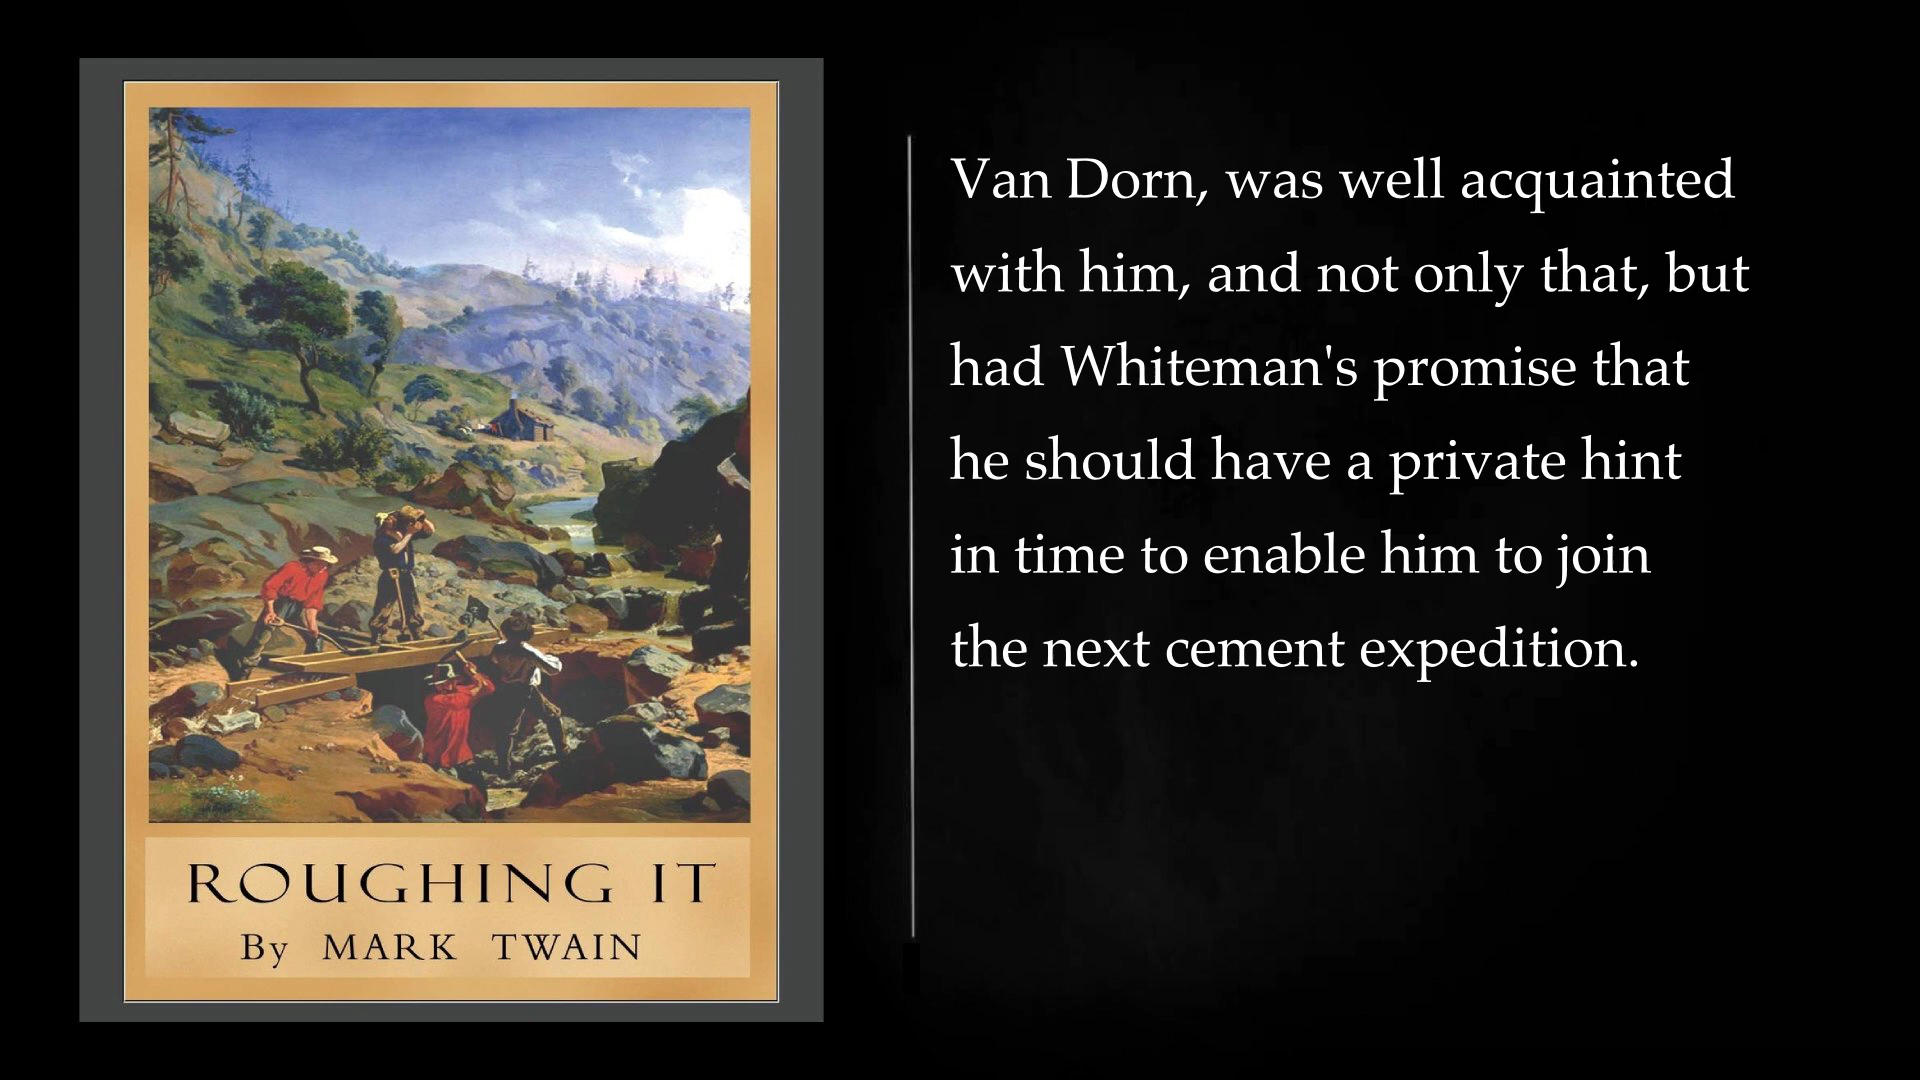 ROUGHING IT
By MARK TWAIN
Van Dorn, was well acquainted
with him, and not only that, but
had Whiteman's promise that
he should have a private hint
in time to enable him to join
the next cement expedition.